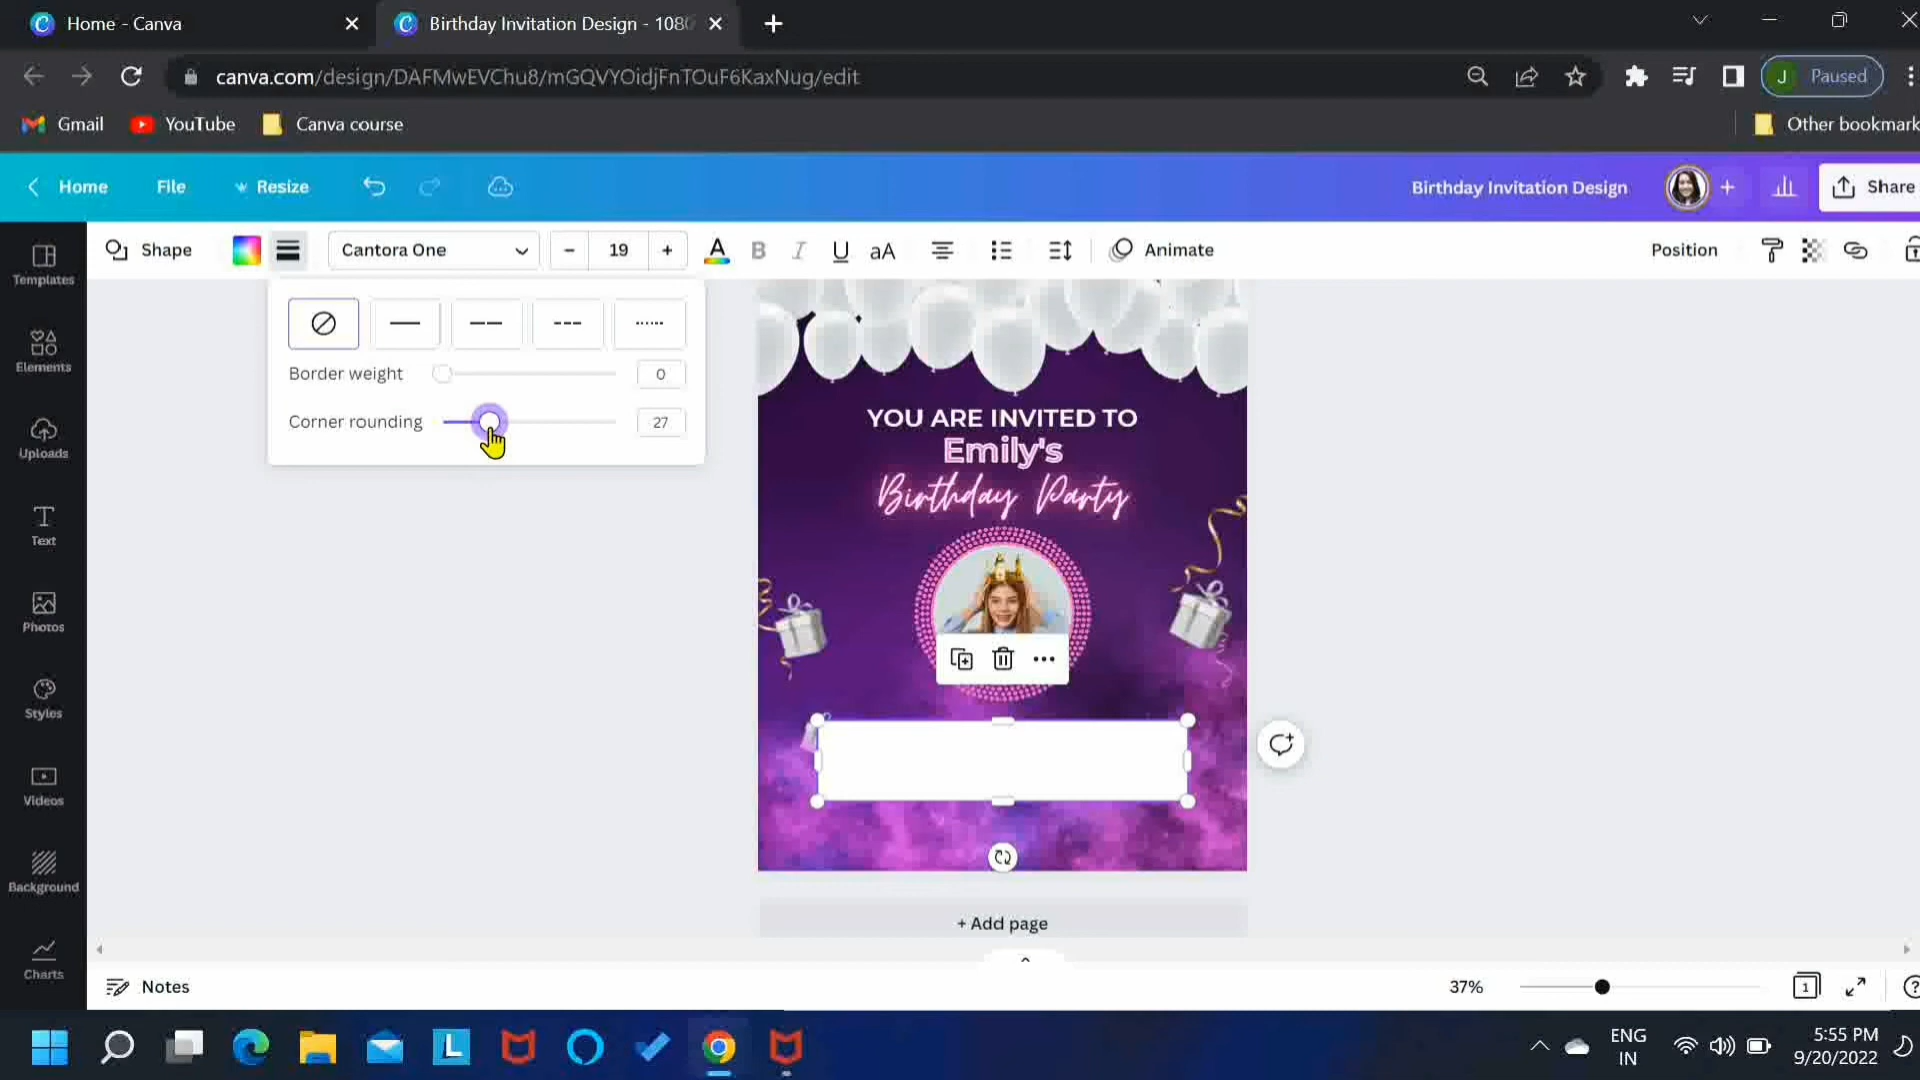 Home - Canva
Birthday Invitation Design - 1080
canva.com/design/DAFMwEVChu8/mGQVYOidjFnTOuF6KaxNug/edit
J Paused
Gmail YouTube Canva course
Other bookmark
Home File Resize
Birthday Invitation Design
Share
Shape
Cantora One
- 19 +
A B I U aA
Animate
Position
Border weight 0
Corner rounding 27
Templates
Elements
Uploads
Text
Photos
Styles
Videos
Background
Charts
YOU ARE INVITED TO
Emily's
Birthday Party
+ Add page
Notes
37%
1
ENG
IN
5:55 PM
9/20/2022